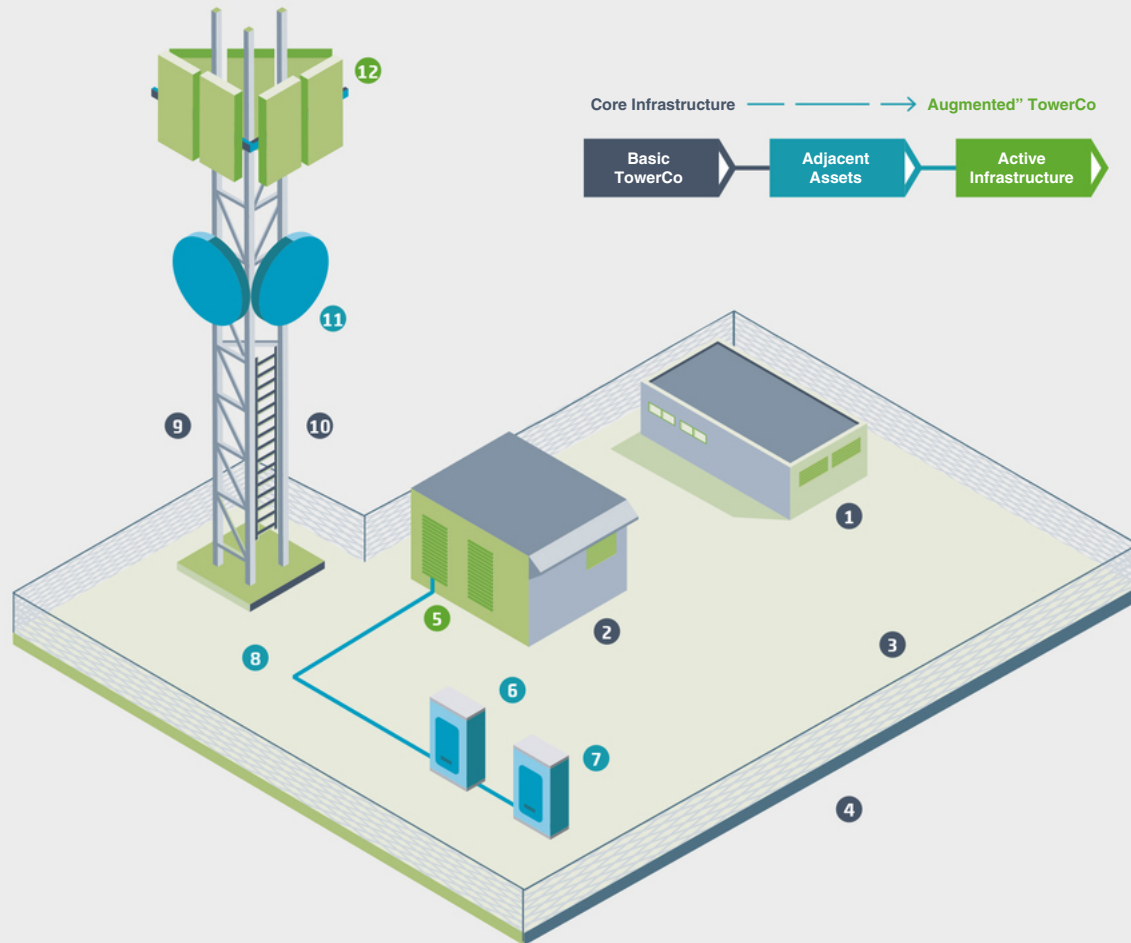 12
Core Infrastructure
Augmented” TowerCo
Basic
TowerCo
Adjacent
Assets
Active
Infrastructure
11
9
10
1
5
2
8
3
6
7
4